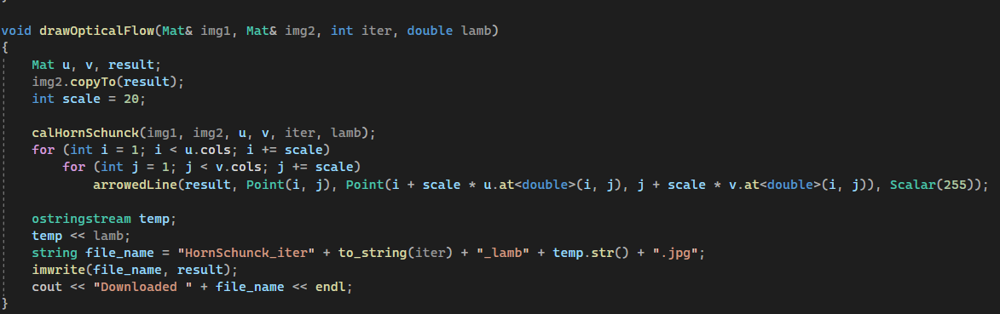 void drawOpticalFlow(Mat& img1, Mat& img2, int iter, double lamb)
{
    Mat u, v, result;
    img2.copyTo(result);
    int scale = 20;

    calHornSchunck(img1, img2, u, v, iter, lamb);
    for (int i = 1; i < u.cols; i += scale)
        for (int j = 1; j < v.cols; j += scale)
            arrowedLine(result, Point(i, j), Point(i + scale * u.at<double>(i, j), j + scale * v.at<double>(i, j)), Scalar(255));

    ostringstream temp;
    temp << lamb;
    string file_name = "HornSchunck_iter" + to_string(iter) + "_lamb" + temp.str() + ".jpg";
    imwrite(file_name, result);
    cout << "Downloaded " + file_name << endl;
}